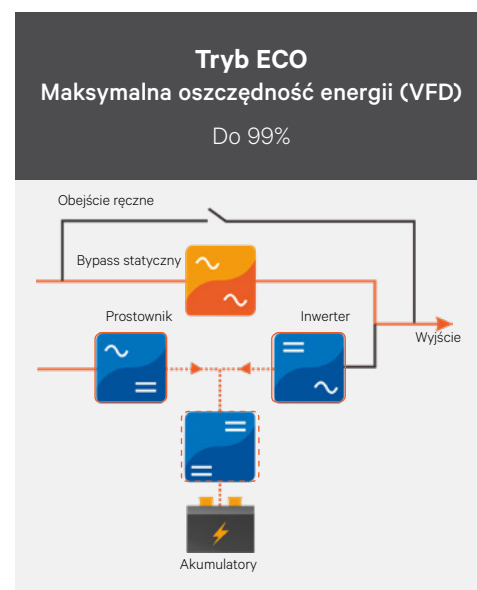 Tryb ECO
Maksymalna oszczędność energii (VFD)
Do 99%
Obejście ręczne
Bypass statyczny
Prostownik
Inwerter
Wyjście
Akumulatory